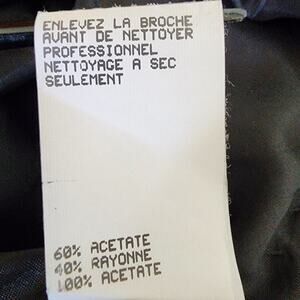 ENLEVEZ LA BROCHE
AVANT DE NETTOYER
PROFESSIONNEL
NETTOYAGE A SEC
SEULEMENT
60% ACETATE
40% RAYONNE
100% ACETATE